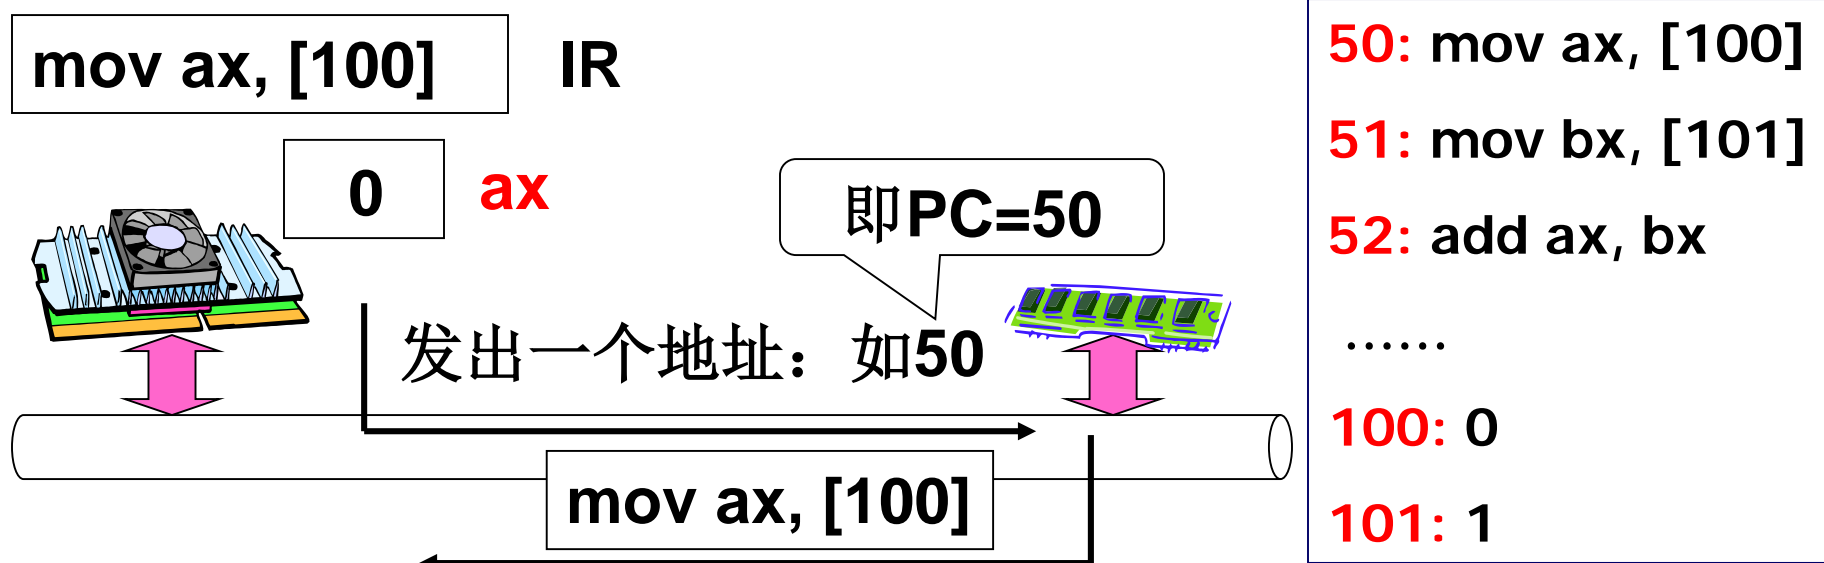 mov ax, [100] IR
0 ax
即PC=50
发出一个地址：如50
mov ax, [100]
50: mov ax, [100]
51: mov bx, [101]
52: add ax, bx
……
100: 0
101: 1